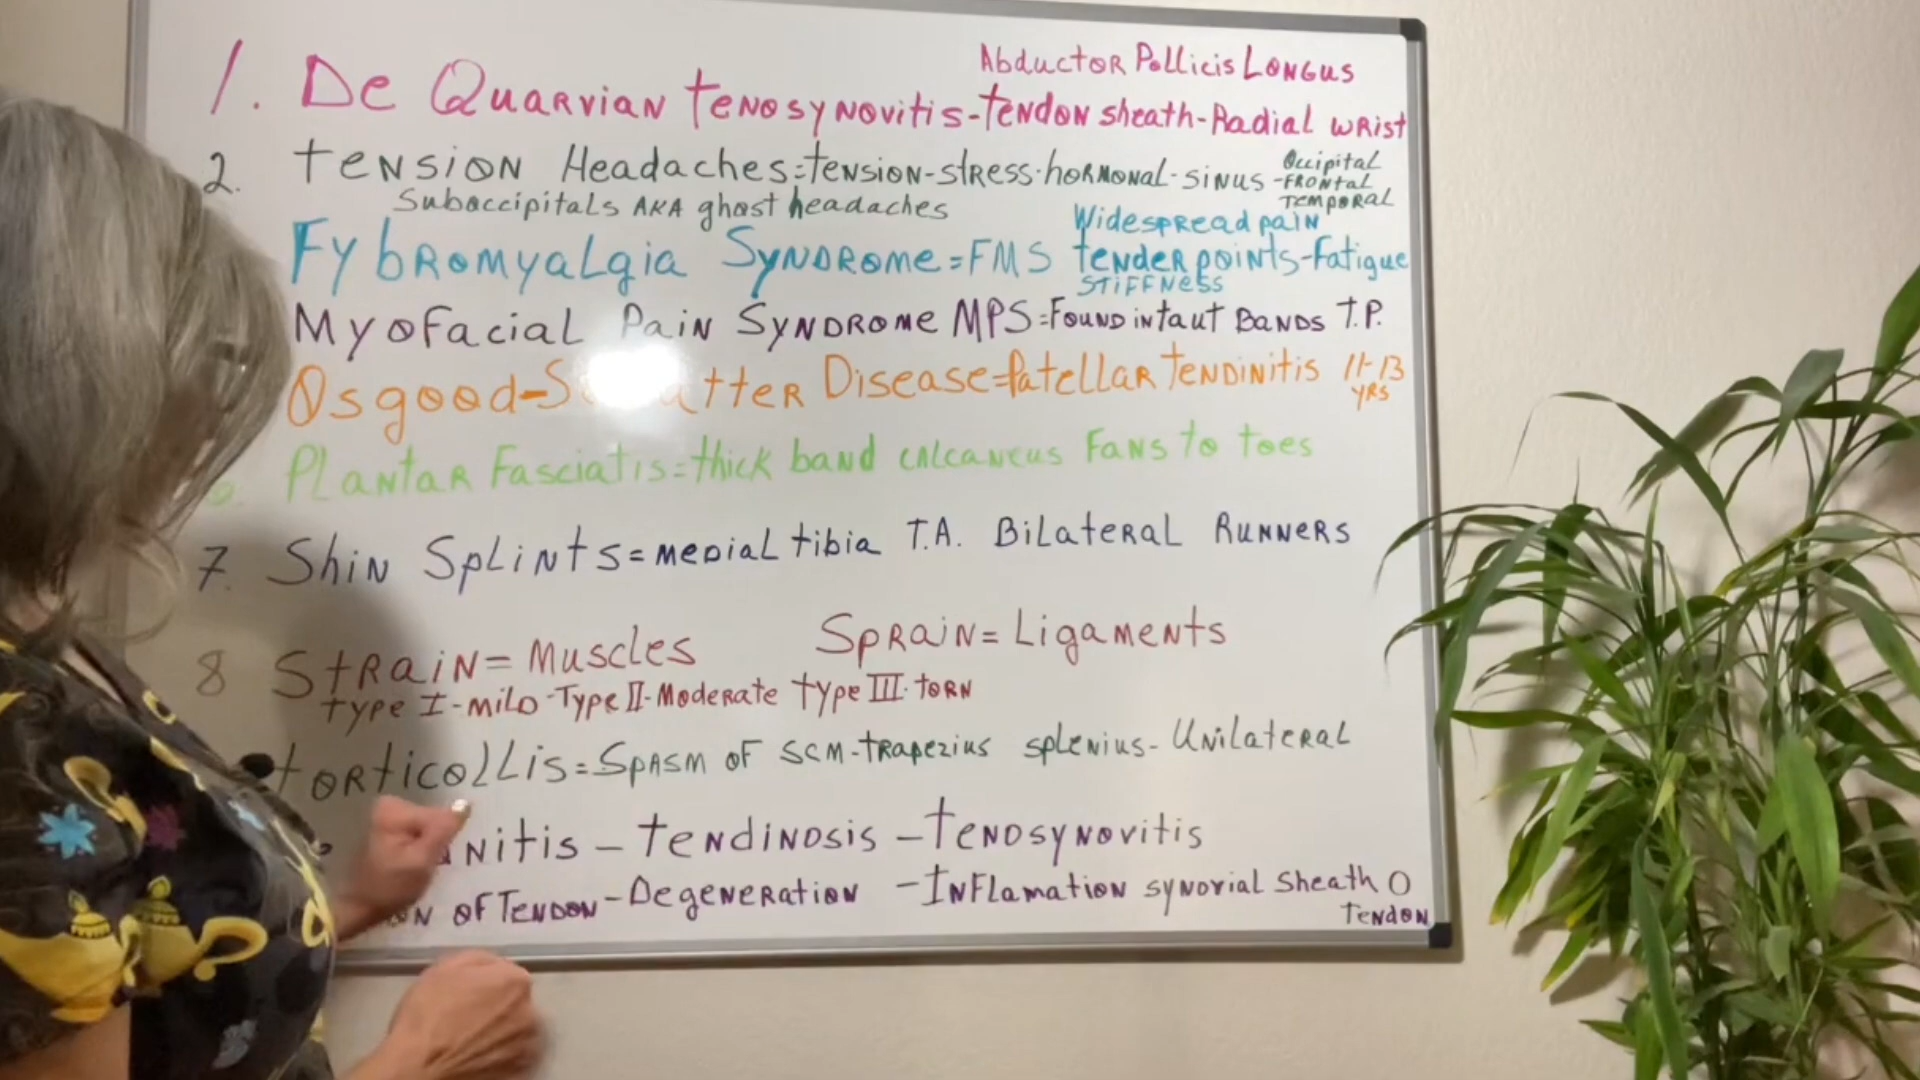 Abductor Pollicis Longus
1. De Quarvian Tenosynovitis-Tendon sheath-Radial wrist
2. Tension Headaches=tension-stress-hormonal-sinus-Occipital
Frontal
Temporal
Suboccipitals AKA ghost headaches
Widespread pain
Fybromyalgia Syndrome=FMS tender points-Fatigue
Stiffness
Myofacial Pain Syndrome MPS=Found in taut Bands T.P.
Osgood- Disease=Patellar Tendinitis 11-13
yrs
Plantar Fasciatis=thick band calcaneus Fans to toes
7. Shin Splints=medial tibia T.A. Bilateral Runners
8 Strain=Muscles Sprain=Ligaments
Type I-mild-Type II-Moderate Type III-torn
Torticollis=Spasm of SCM-trapezius splenius-Unilateral
-Tendinosis-Tenosynovitis
of Tendon-Degeneration -Inflamation synovial sheath O
Tendon